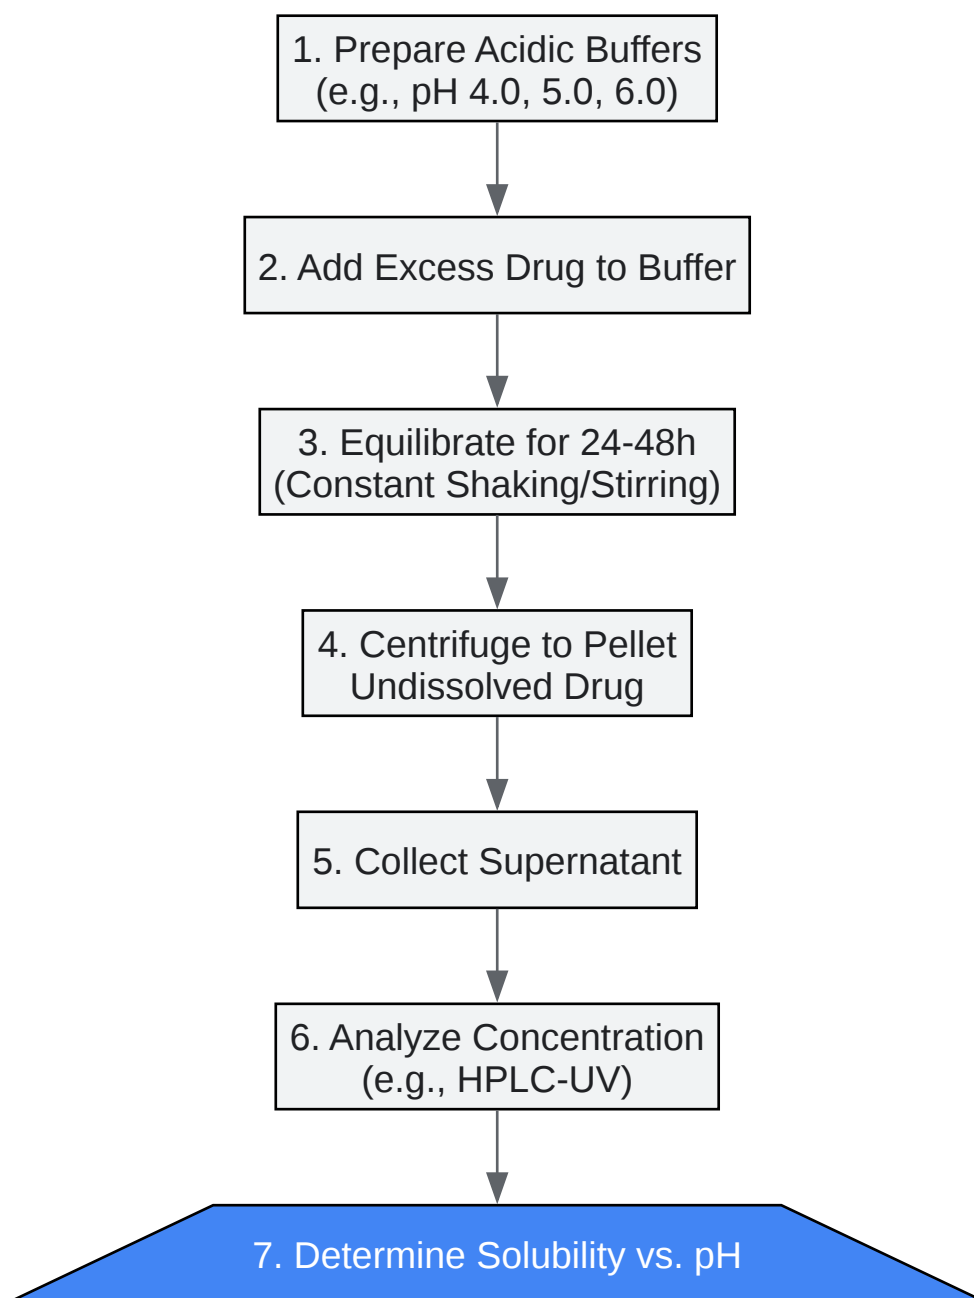 1. Prepare Acidic Buffers
(e.g., pH 4.0, 5.0, 6.0)
2. Add Excess Drug to Buffer
3. Equilibrate for 24-48h
(Constant Shaking/Stirring)
4. Centrifuge to Pellet
Undissolved Drug
5. Collect Supernatant
6. Analyze Concentration
(e.g., HPLC-UV)
7. Determine Solubility vs. pH